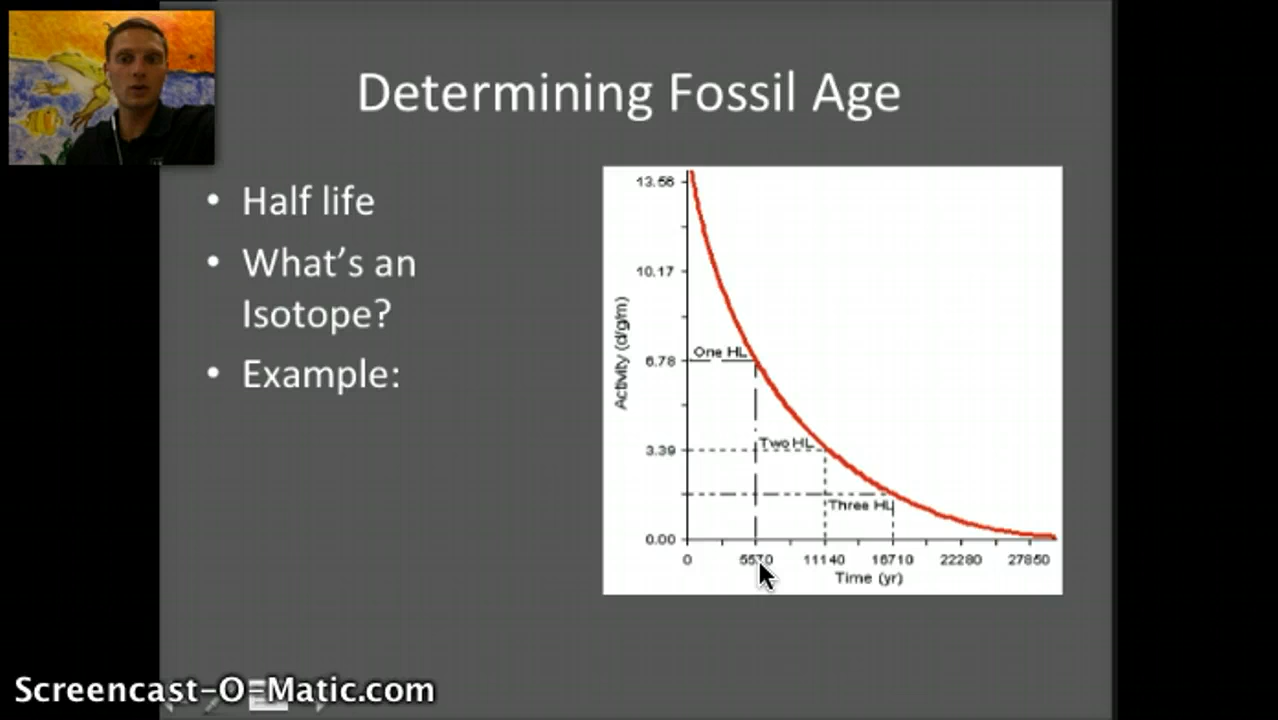 Determining Fossil Age
• Half life
• What's an
Isotope?
• Example:
13.56
10.17
6.78
3.39
0.00
Activity (d/g/m)
One HL
Two HL
Three HL
0 5570 11140 16710 22280 27850
Time (yr)
Screencast-O-Matic.com